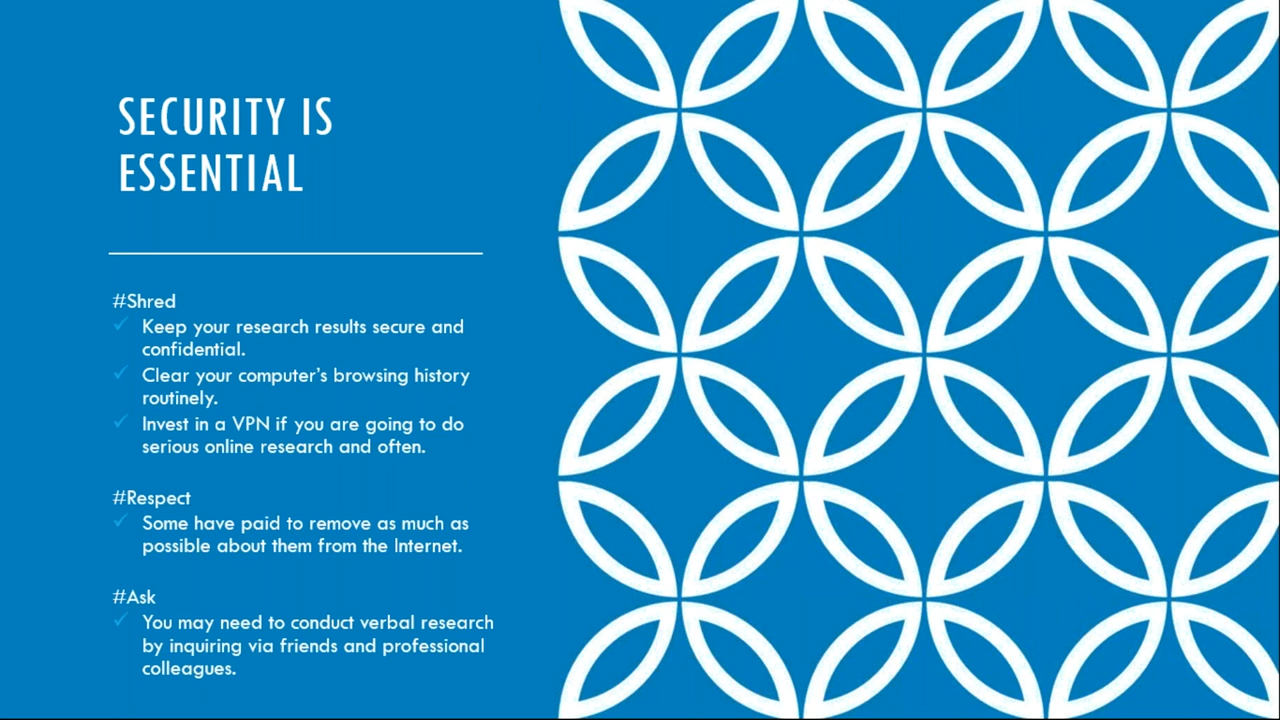 SECURITY IS
ESSENTIAL
#Shred
✓ Keep your research results secure and
confidential.
✓ Clear your computer's browsing history
routinely.
✓ Invest in a VPN if you are going to do
serious online research and often.
#Respect
✓ Some have paid to remove as much as
possible about them from the Internet.
#Ask
✓ You may need to conduct verbal research
by inquiring via friends and professional
colleagues.